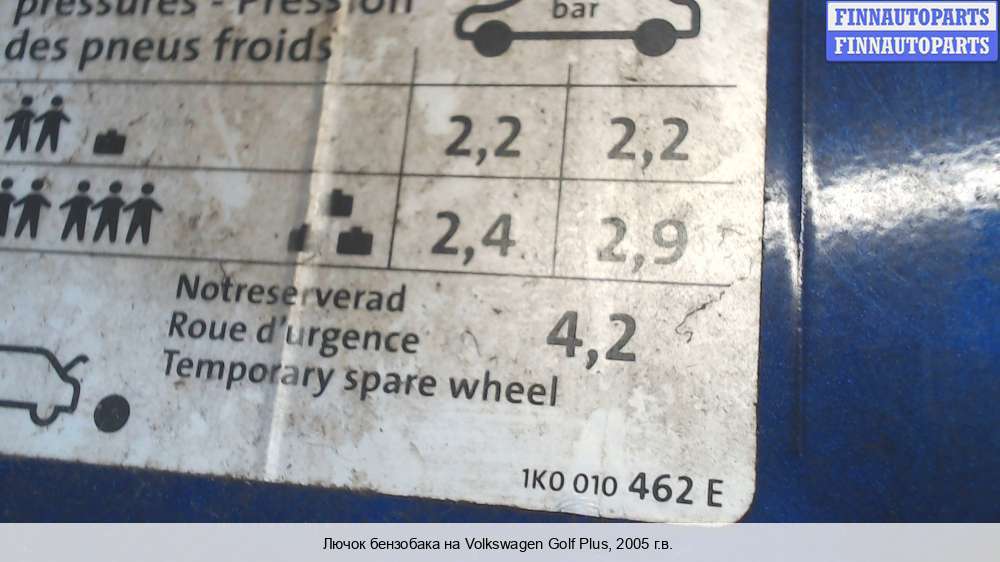 pressures - Pression
des pneus froids
bar
FINNAUTOPARTS
FINNAUTOPARTS
2,2 2,2
2,4 2,9
Notreserverad
Roue d'urgence
Temporary spare wheel
4,2
1K0 010 462 E
Лючок бензобака на Volkswagen Golf Plus, 2005 г.в.